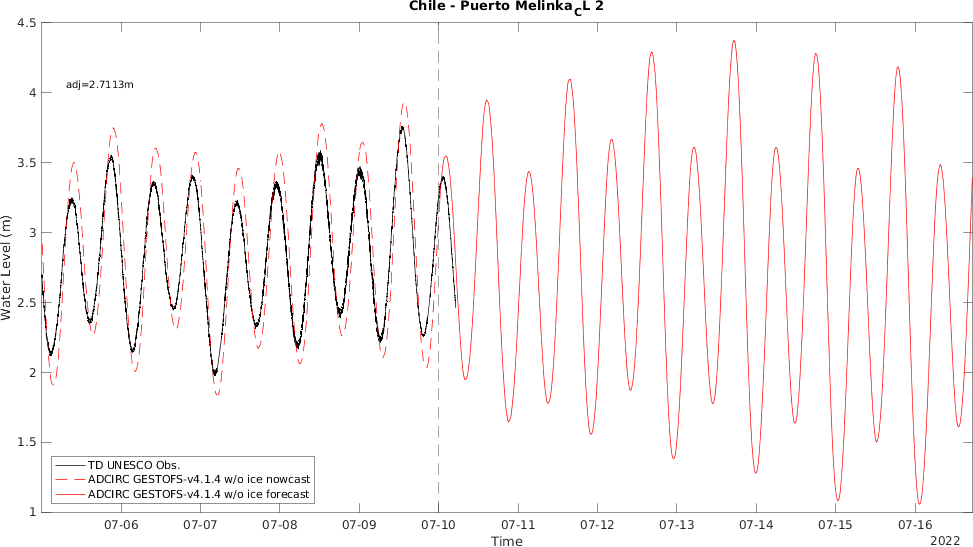 Chile - Puerto MelinkaCL 2
4.5
4
3.5
3
2.5
2
1.5
1
Water Level (m)
adj=2.7113m
TD UNESCO Obs.
ADCIRC GESTOFS-v4.1.4 w/o ice nowcast
ADCIRC GESTOFS-v4.1.4 w/o ice forecast
07-06 07-07 07-08 07-09 07-10 07-11 07-12 07-13 07-14 07-15 07-16
Time
2022